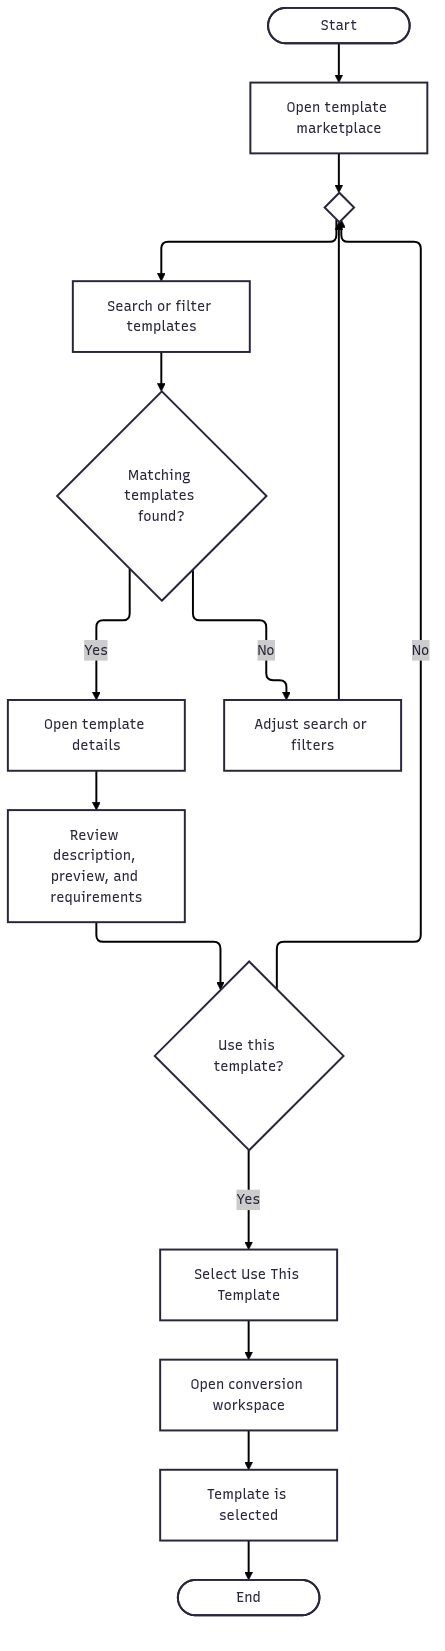 Start
Open template
marketplace
Search or filter
templates
Matching
templates
found?
Yes
No
No
Open template
details
Adjust search or
filters
Review
description,
preview, and
requirements
Use this
template?
Yes
Select Use This
Template
Open conversion
workspace
Template is
selected
End